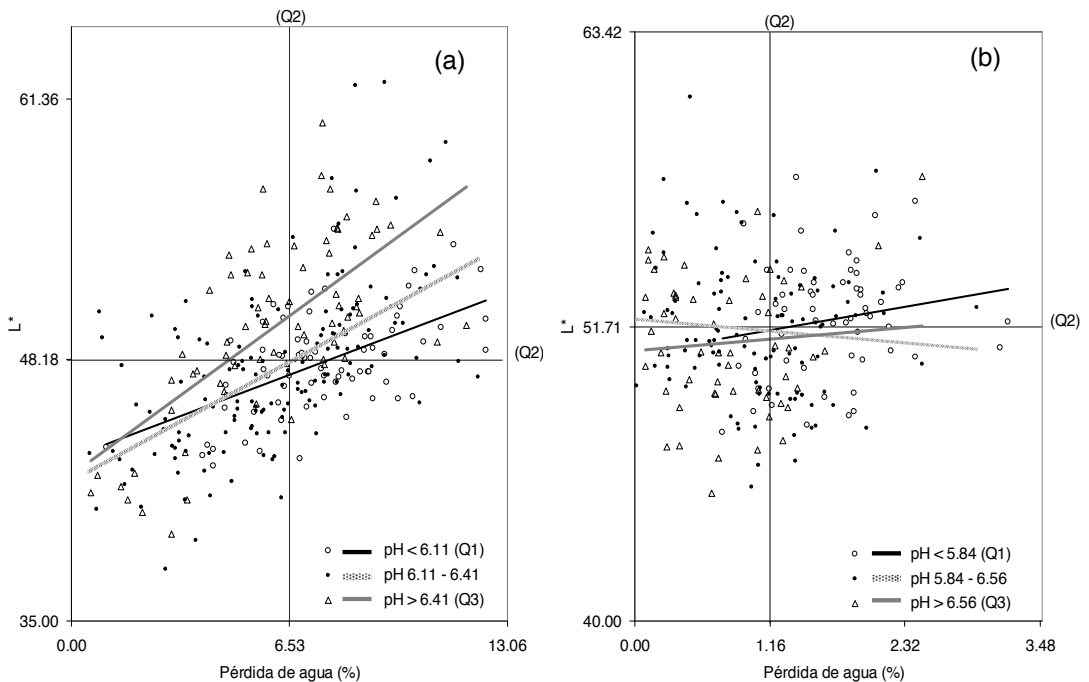 (Q2)
(a)
61.36
L*
48.18
(Q2)
pH < 6.11 (Q1)
pH 6.11 - 6.41
pH > 6.41 (Q3)
35.00
0.00
6.53
13.06
Pérdida de agua (%)
(Q2)
63.42
(b)
L*
51.71
(Q2)
pH < 5.84 (Q1)
pH 5.84 - 6.56
pH > 6.56 (Q3)
40.00
0.00
1.16
2.32
3.48
Pérdida de agua (%)